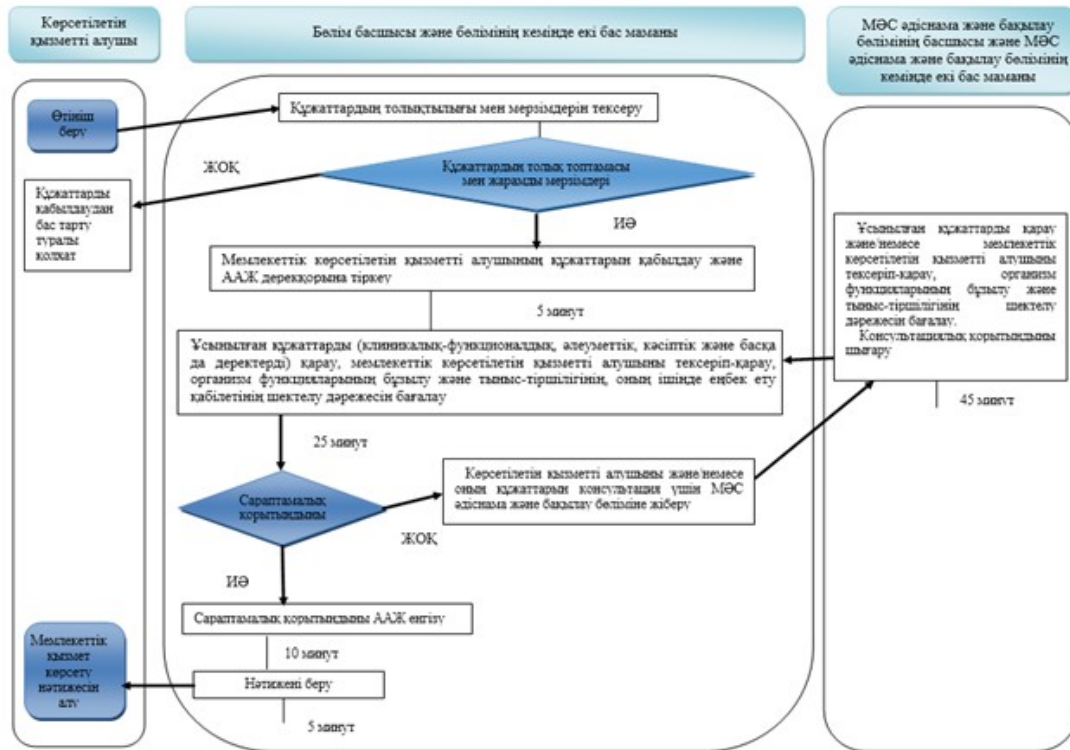 Көрсетілетін
қызметті алушы
Бөлім басшысы және бөлімінің кемінде екі бас маманы
МӘС әдіснама және бақылау
бөлімінің басшысы және МӘС
әдіснама және бақылау бөлімінің
кемінде екі бас маманы
Өтініш
беру
Құжаттардың толықтылығы мен мерзімдерін тексеру
ЖОҚ
Құжаттардың толық топтамасы
мен жарамды мерзімдері
Құжаттарды
қабылдаудан
бас тарту
туралы
қолхат
ИӘ
Мемлекеттік көрсетілетін қызметті алушының құжаттарын қабылдау және
ААЖ дерекқорына тіркеу
5 минут
Ұсынылған құжаттарды қарау
және/немесе мемлекеттік
көрсетілетін қызметті алушыны
тексеріп-қарау, организм
функцияларының бұзылу және
тыныс-тіршілігінің шектелу
дәрежесін бағалау.
Консультациялық қорытындыны
шығару
45 минут
Ұсынылған құжаттарды (клиникалық-функционалдық, әлеуметтік, кәсіптік және басқа
да деректерді) қарау, мемлекеттік көрсетілетін қызметті алушыны тексеріп-қарау,
организм функцияларының бұзылу және тыныс-тіршілігінің, оның ішінде еңбек ету
қабілетінің шектелу дәрежесін бағалау
25 минут
Сараптамалық
қорытындыны
Көрсетілетін қызметті алушыны және/немесе
оның құжаттарын консультация үшін МӘС
әдіснама және бақылау бөліміне жіберу
ЖОҚ
ИӘ
Сараптамалық қорытындыны ААЖ енгізу
10 минут
Мемлекеттік
қызмет
көрсету
нәтижесін
алу
Нәтижені беру
5 минут